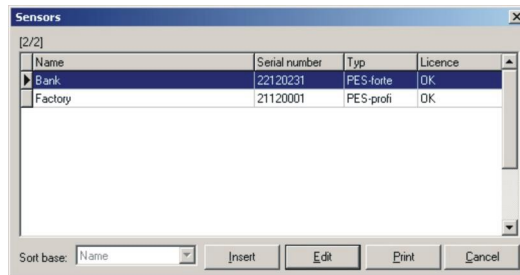 Sensors
[2/2]
Name Serial number Typ Licence
Bank 22120231 PES-forte OK
Factory 21120001 PES-profi OK
Sort base: Name Insert Edit Print Cancel